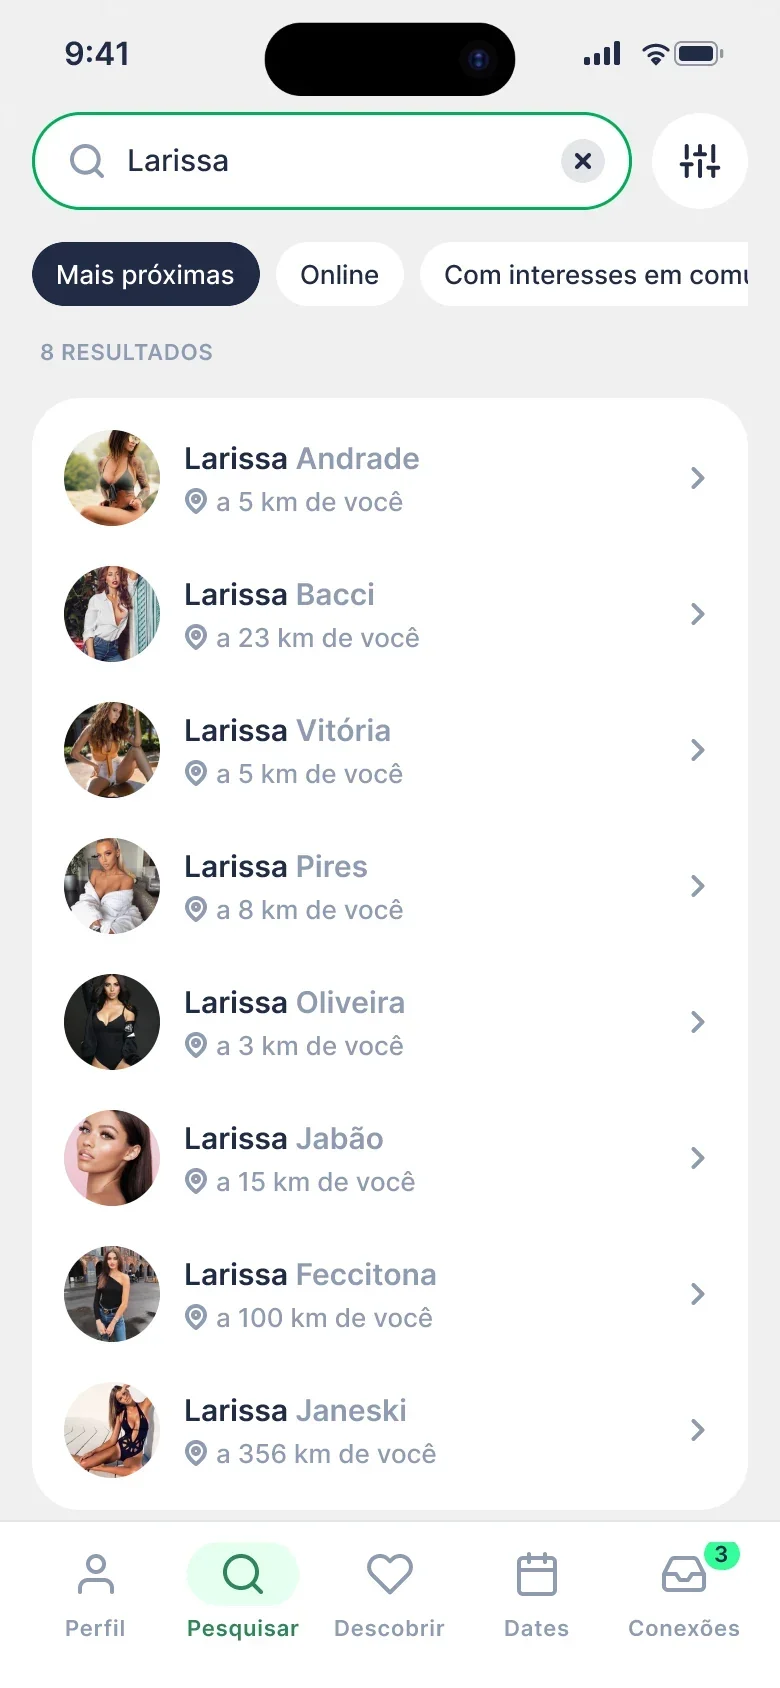 9:41
Larissa
Mais próximas
Online
Com interesses em comu
8 RESULTADOS
Larissa Andrade
a 5 km de você
Larissa Bacci
a 23 km de você
Larissa Vitória
a 5 km de você
Larissa Pires
a 8 km de você
Larissa Oliveira
a 3 km de você
Larissa Jabão
a 15 km de você
Larissa Feccitona
a 100 km de você
Larissa Janeski
a 356 km de você
3
Perfil
Pesquisar
Descobrir
Dates
Conexões